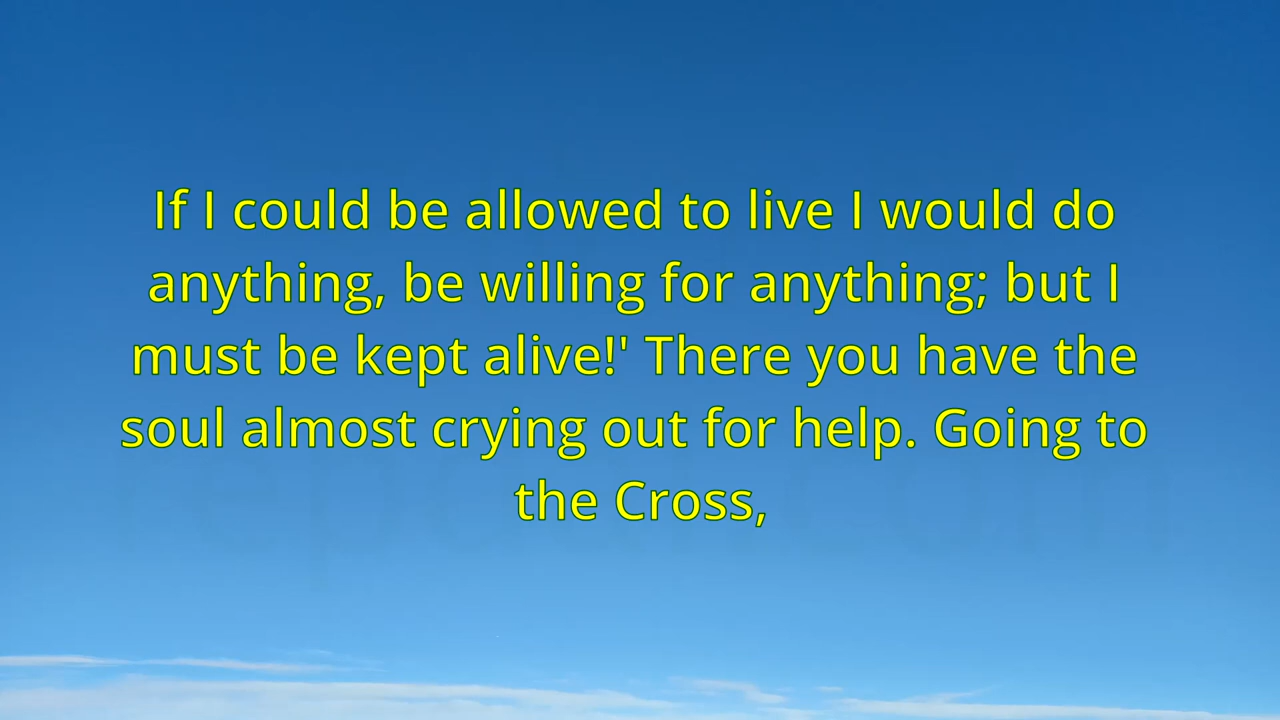 If I could be allowed to live I would do
anything, be willing for anything; but I
must be kept alive!' There you have the
soul almost crying out for help. Going to
the Cross,